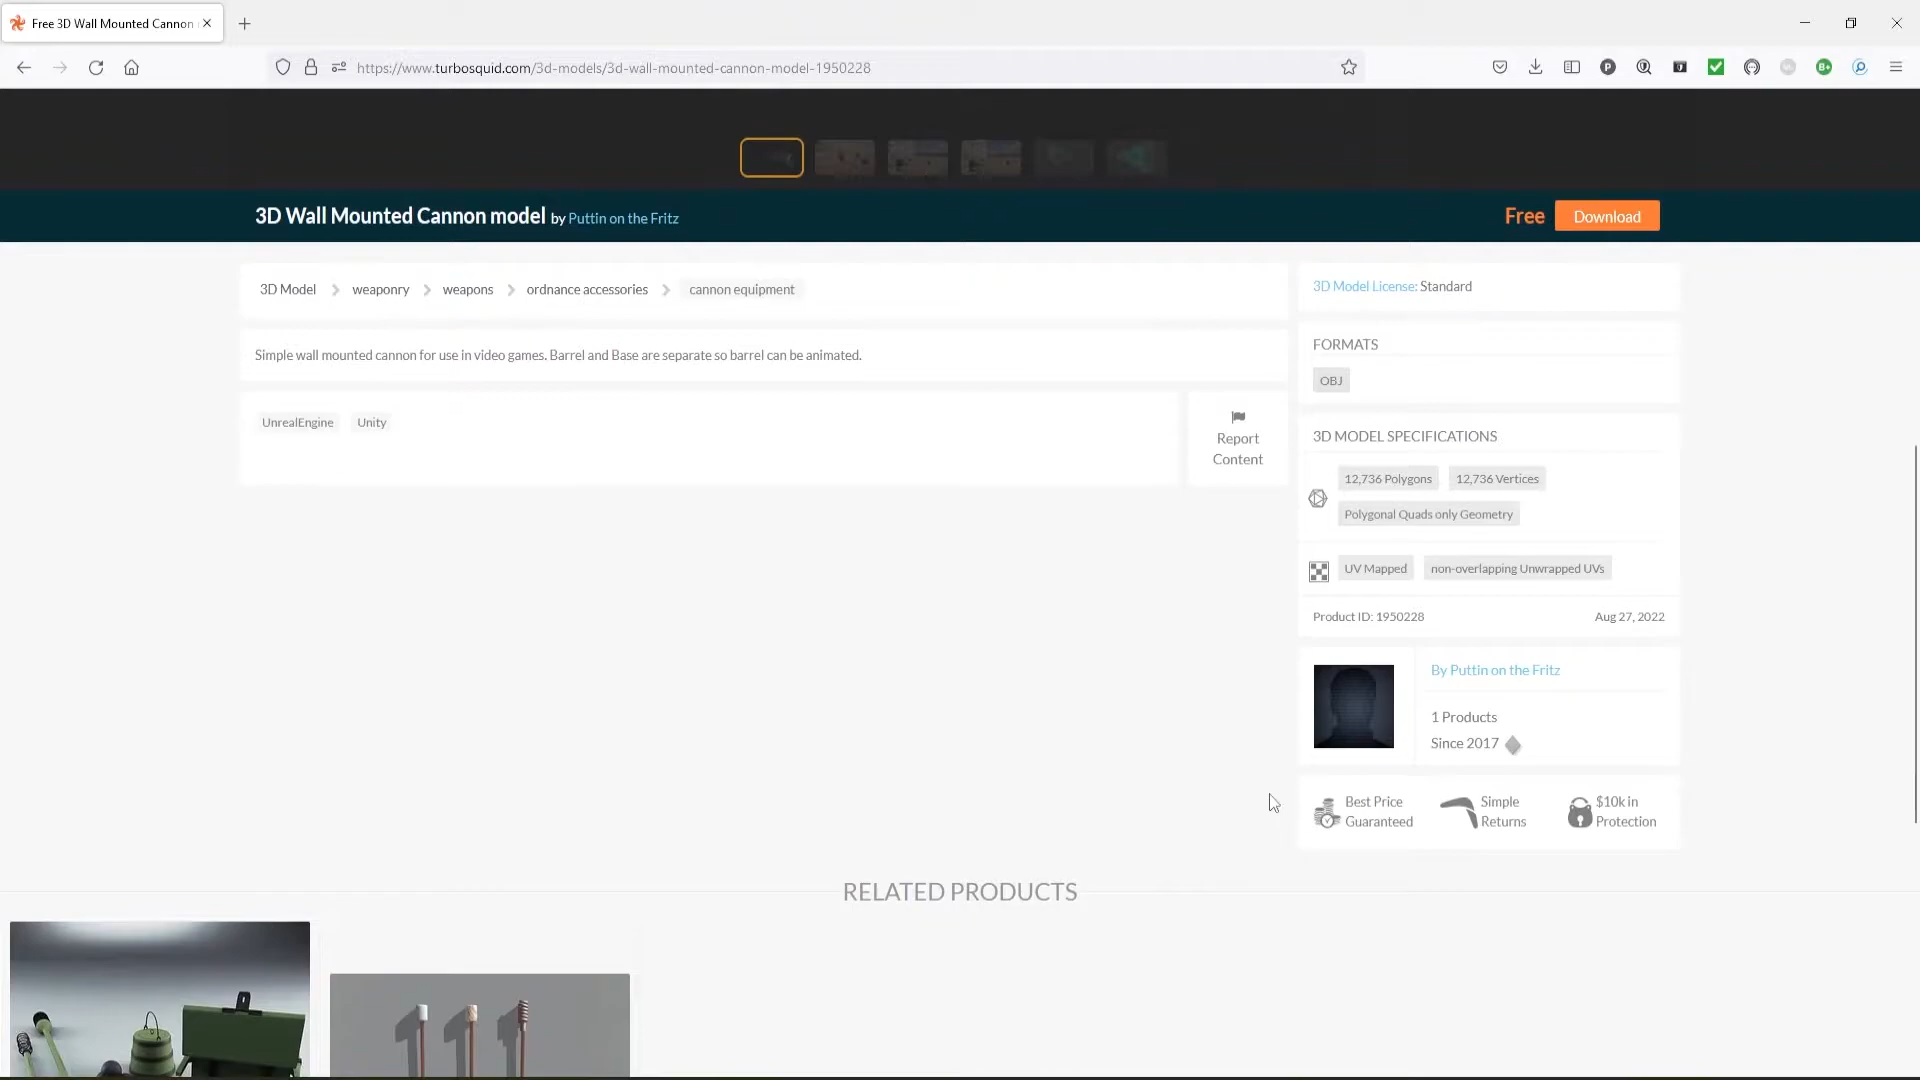 Free 3D Wall Mounted Cannon
https://www.turbosquid.com/3d-models/3d-wall-mounted-cannon-model-1950228
3D Wall Mounted Cannon model by Puttin on the Fritz
Free Download
3D Model weaponry weapons ordnance accessories cannon equipment
Simple wall mounted cannon for use in video games. Barrel and Base are separate so barrel can be animated.
UnrealEngine Unity
Report
Content
3D Model License: Standard
FORMATS
OBJ
3D MODEL SPECIFICATIONS
12,736 Polygons 12,736 Vertices
Polygonal Quads only Geometry
UV Mapped non-overlapping Unwrapped UVs
Product ID: 1950228 Aug 27, 2022
By Puttin on the Fritz
1 Products
Since 2017
Best Price
Guaranteed
Simple
Returns
$10k in
Protection
RELATED PRODUCTS